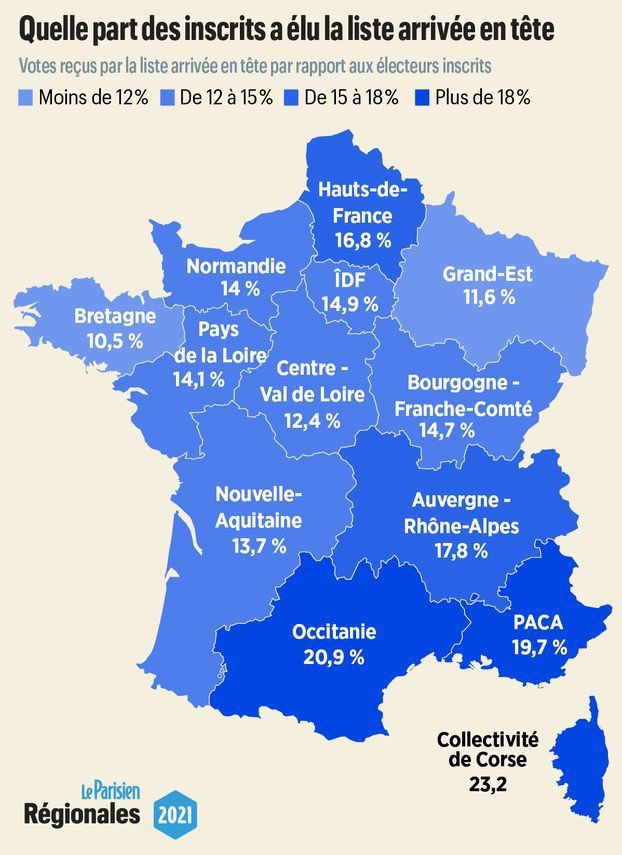 Quelle part des inscrits a élu la liste arrivée en tête
Votes reçus par la liste arrivée en tête par rapport aux électeurs inscrits
Moins de 12% De 12 à 15% De 15 à 18% Plus de 18%
Hauts-de-
France
16,8 %
Normandie
14 %
ÎDF
14,9 %
Grand-Est
11,6 %
Bretagne
10,5 %
Pays
de la Loire
14,1 %
Centre -
Val de Loire
12,4 %
Bourgogne -
Franche-Comté
14,7 %
Nouvelle-
Aquitaine
13,7 %
Auvergne -
Rhône-Alpes
17,8 %
Occitanie
20,9 %
PACA
19,7 %
Collectivité
de Corse
23,2
Le Parisien
Régionales 2021